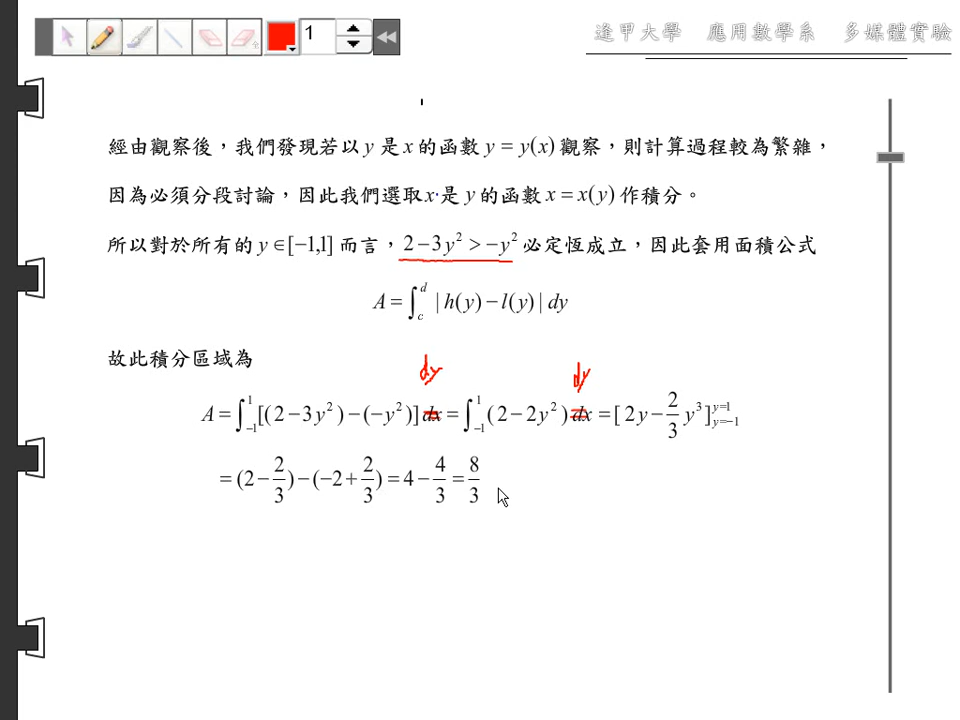 1
逢甲大學 應用數學系 多媒體實驗
經由觀察後，我們發現若以 y 是 x 的函數 y = y(x) 觀察，則計算過程較為繁雜，
因為必須分段討論，因此我們選取 x 是 y 的函數 x = x(y) 作積分。
所以對於所有的 y ∈ [−1,1] 而言，2 − 3y² > −y² 必定恆成立，因此套用面積公式
A = ∫_c^d | h(y) − l(y) | dy
故此積分區域為
dy dy
A = ∫_{−1}^{1} [(2 − 3y²) − (−y²)] dx = ∫_{−1}^{1} (2 − 2y²) dx = [2y − 2/3 y³]_{y=−1}^{y=1}
= (2 − 2/3) − (−2 + 2/3) = 4 − 4/3 = 8/3